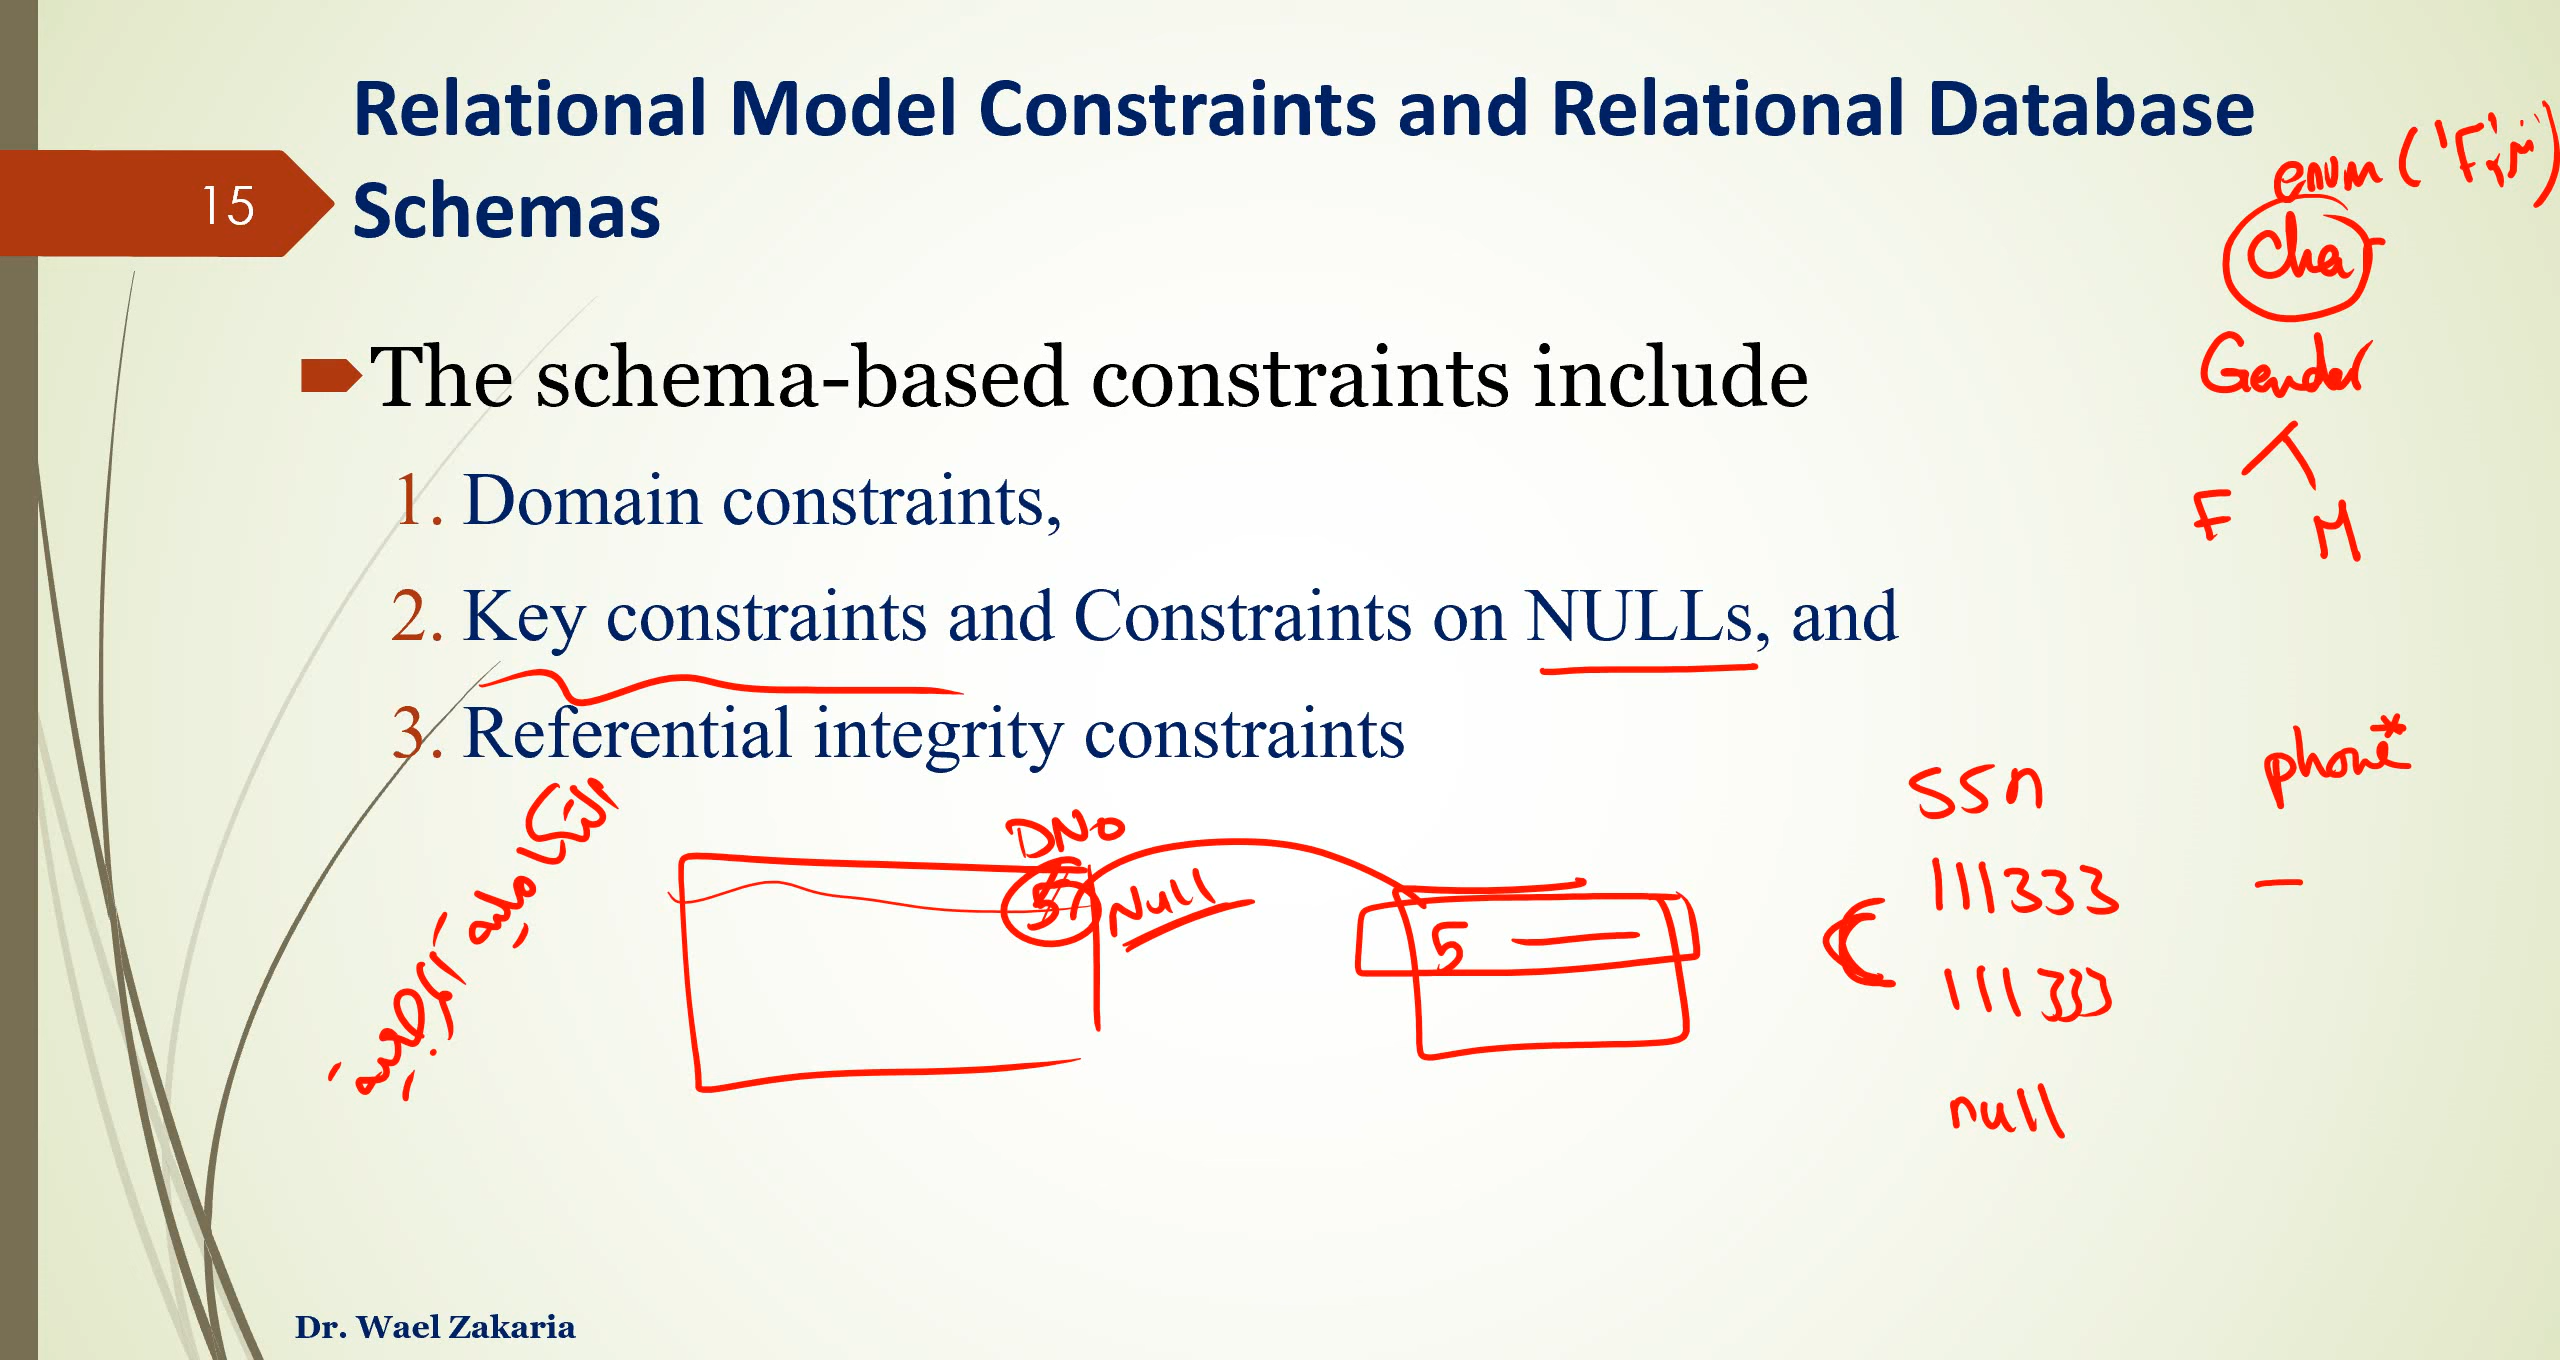 Relational Model Constraints and Relational Database
Schemas
15
enum ('F','M')
char
Gender
F M
The schema-based constraints include
1. Domain constraints,
2. Key constraints and Constraints on NULLs, and
3. Referential integrity constraints
DNo
5
Null
5
SSn phone*
111333 —
111333
null
Dr. Wael Zakaria